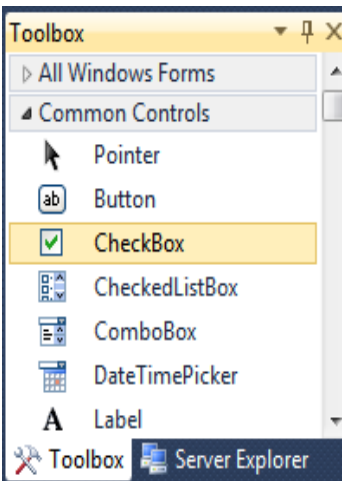 Toolbox
All Windows Forms
Common Controls
Pointer
ab Button
CheckBox
CheckedListBox
ComboBox
DateTimePicker
A Label
Toolbox Server Explorer